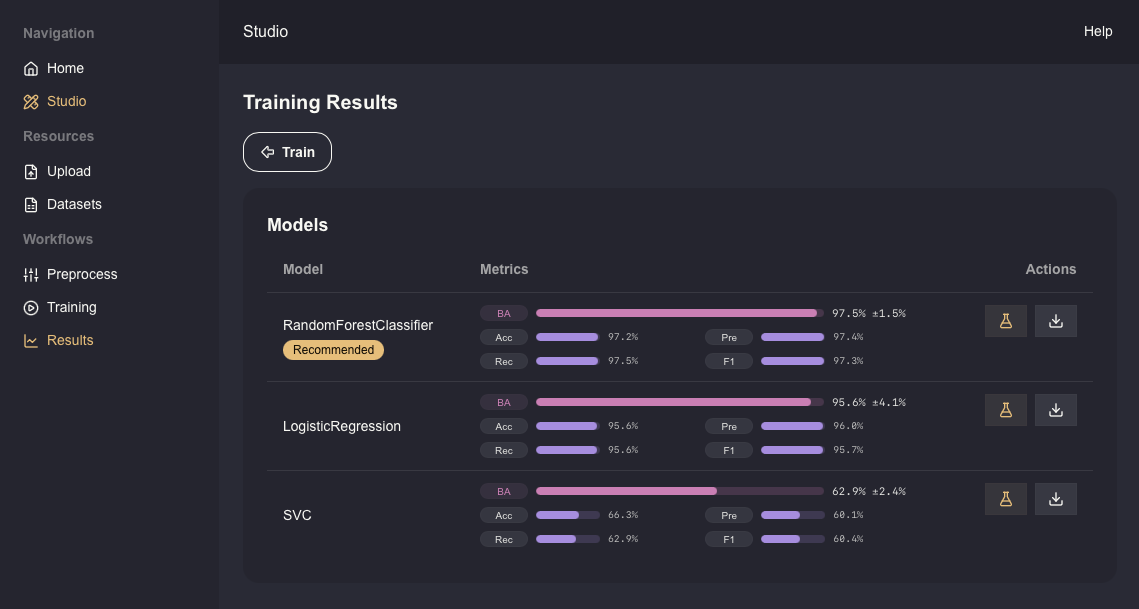 Navigation
Home
Studio
Resources
Upload
Datasets
Workflows
Preprocess
Training
Results
Studio
Help
Training Results
Train
Models
Model Metrics Actions
RandomForestClassifier
Recommended
BA 97.5% ±1.5%
Acc 97.2% Pre 97.4%
Rec 97.5% F1 97.3%
LogisticRegression
BA 95.6% ±4.1%
Acc 95.6% Pre 96.0%
Rec 95.6% F1 95.7%
SVC
BA 62.9% ±2.4%
Acc 66.3% Pre 60.1%
Rec 62.9% F1 60.4%